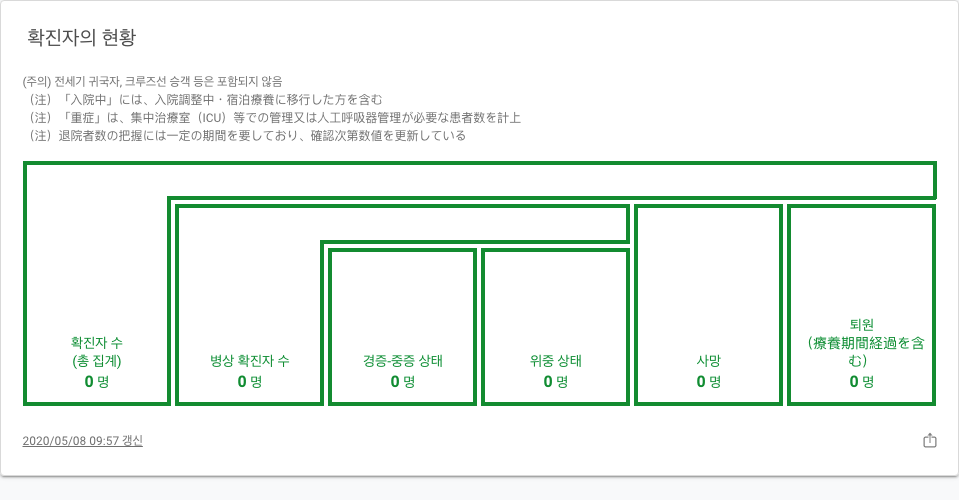 확진자의 현황
(주의) 전세기 귀국자, 크루즈선 승객 등은 포함되지 않음
（注）「入院中」には、入院調整中・宿泊療養に移行した方を含む
（注）「重症」は、集中治療室（ICU）等での管理又は人工呼吸器管理が必要な患者数を計上
（注）退院者数の把握には一定の期間を要しており、確認次第数値を更新している
확진자 수
(총 집계)
0 명
병상 확진자 수
0 명
경증-중증 상태
0 명
위중 상태
0 명
사망
0 명
퇴원
（療養期間経過を含
む）
0 명
2020/05/08 09:57 갱신